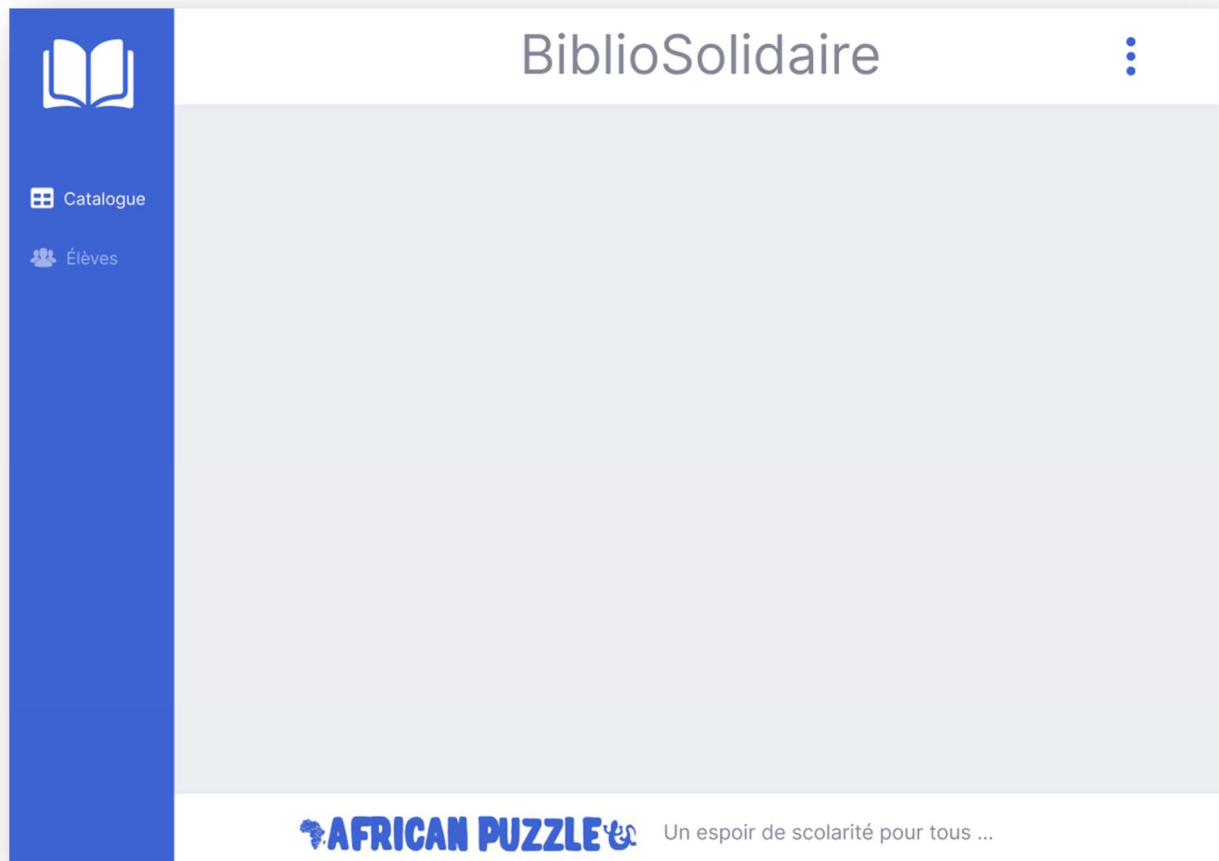 BiblioSolidaire
Catalogue
Élèves
AFRICAN PUZZLE
Un espoir de scolarité pour tous ...